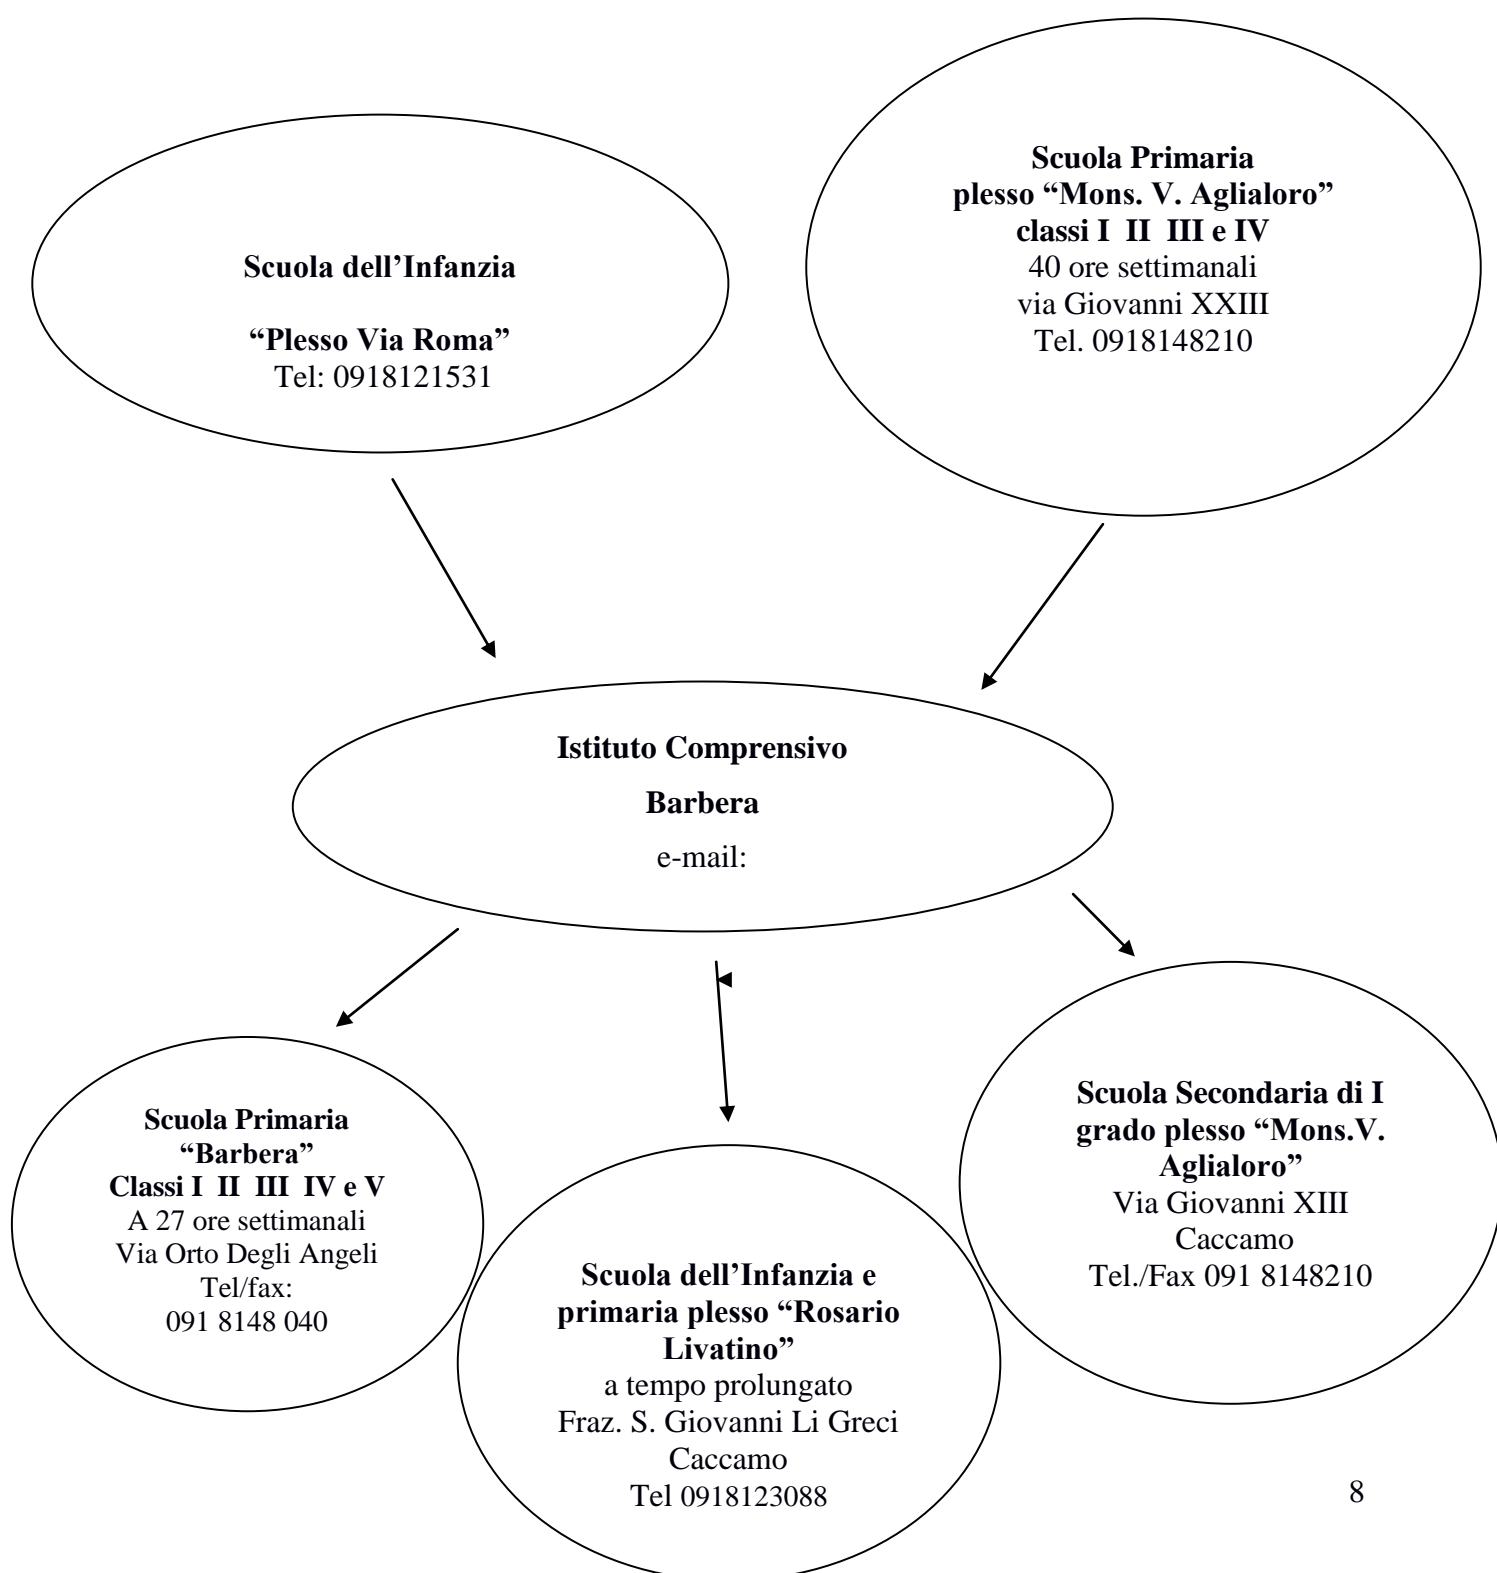 Scuola dell’Infanzia
“Plesso Via Roma”
Tel: 0918121531
Scuola Primaria
plesso “Mons. V. Aglialoro”
classi I II III e IV
40 ore settimanali
via Giovanni XXIII
Tel. 0918148210
Istituto Comprensivo
Barbera
e-mail:
Scuola Primaria
“Barbera”
Classi I II III IV e V
A 27 ore settimanali
Via Orto Degli Angeli
Tel/fax:
091 8148 040
Scuola dell’Infanzia e
primaria plesso “Rosario
Livatino”
a tempo prolungato
Fraz. S. Giovanni Li Greci
Caccamo
Tel 0918123088
Scuola Secondaria di I
grado plesso “Mons.V.
Aglialoro”
Via Giovanni XIII
Caccamo
Tel./Fax 091 8148210
8